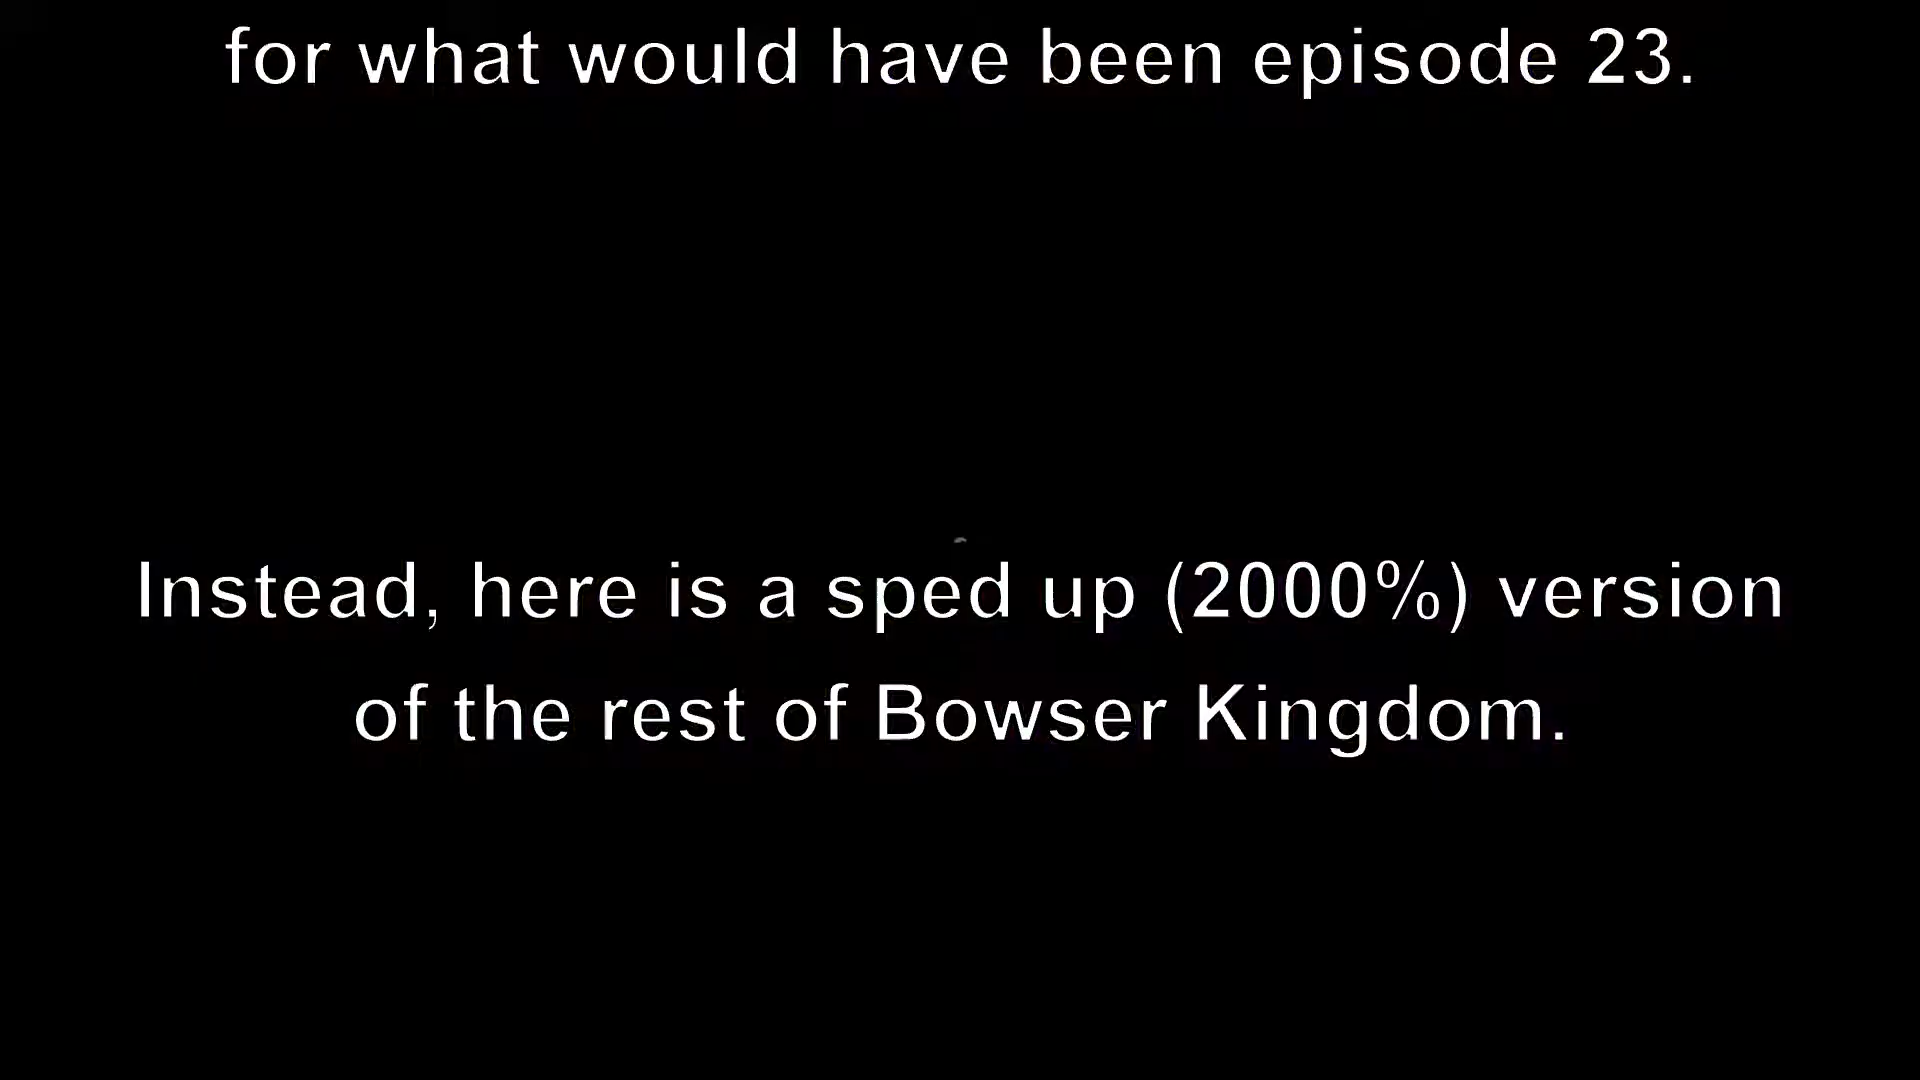 for what would have been episode 23.
Instead, here is a sped up (2000%) version
of the rest of Bowser Kingdom.